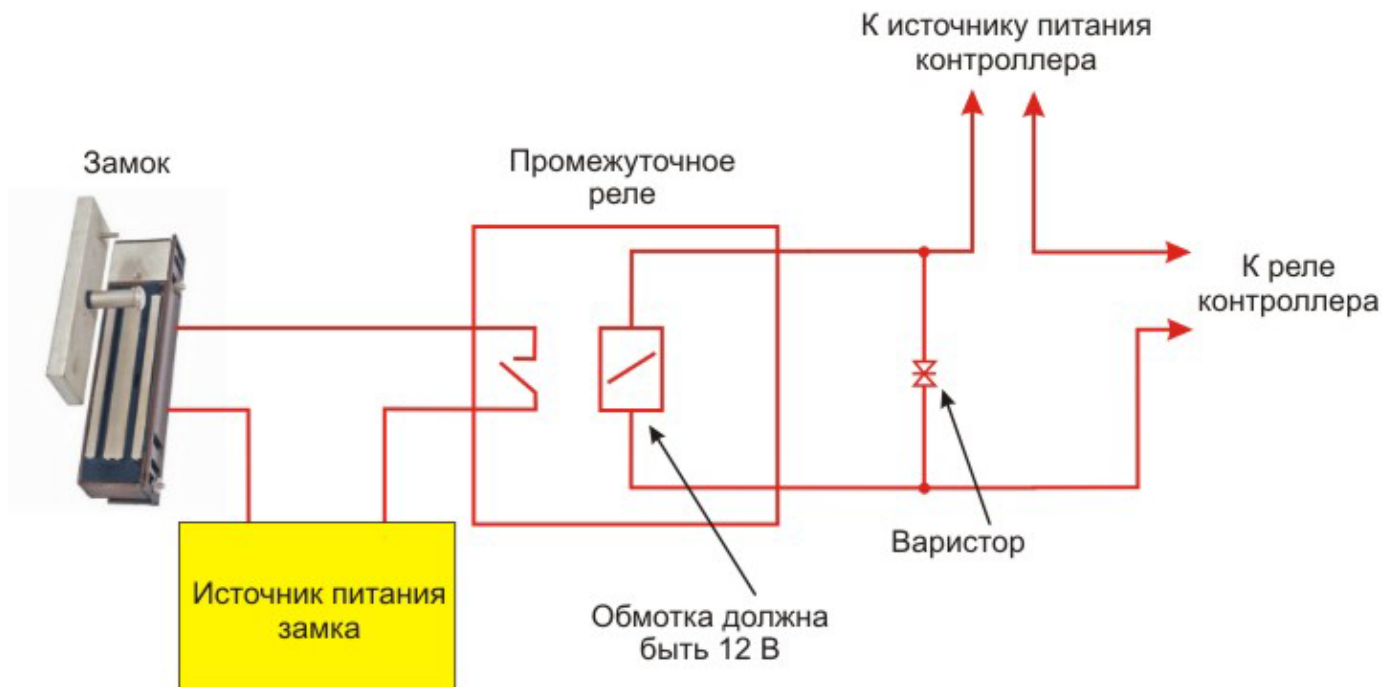 К источнику питания
контроллера
Замок
Промежуточное
реле
К реле
контроллера
Варистор
Источник питания
замка
Обмотка должна
быть 12 В